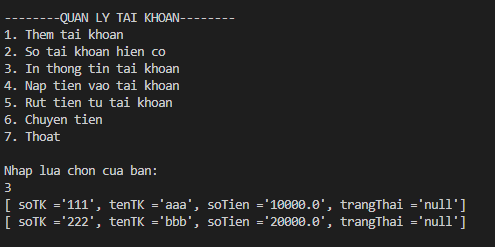 --------QUAN LY TAI KHOAN--------
1. Them tai khoan
2. So tai khoan hien co
3. In thong tin tai khoan
4. Nap tien vao tai khoan
5. Rut tien tu tai khoan
6. Chuyen tien
7. Thoat
Nhap lua chon cua ban:
3
[ soTK ='111', tenTK ='aaa', soTien ='10000.0', trangThai ='null']
[ soTK ='222', tenTK ='bbb', soTien ='20000.0', trangThai ='null']